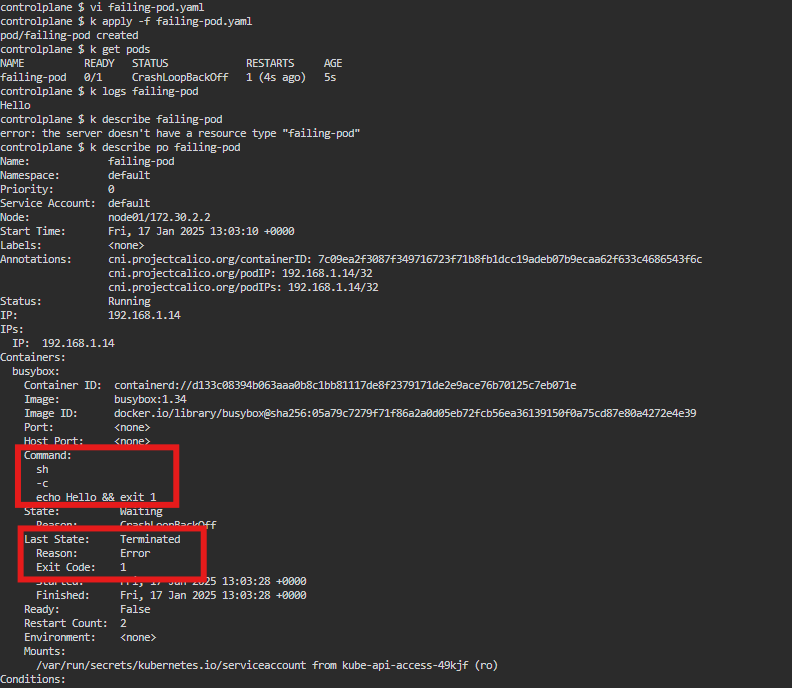 controlplane $ vi failing-pod.yaml
controlplane $ k apply -f failing-pod.yaml
pod/failing-pod created
controlplane $ k get pods
NAME          READY   STATUS             RESTARTS     AGE
failing-pod   0/1     CrashLoopBackOff   1 (4s ago)   5s
controlplane $ k logs failing-pod
Hello
controlplane $ k describe failing-pod
error: the server doesn't have a resource type "failing-pod"
controlplane $ k describe po failing-pod
Name:             failing-pod
Namespace:        default
Priority:         0
Service Account:  default
Node:             node01/172.30.2.2
Start Time:       Fri, 17 Jan 2025 13:03:10 +0000
Labels:           <none>
Annotations:      cni.projectcalico.org/containerID: 7c09ea2f3087f349716723f71b8fb1dcc19adeb07b9ecaa62f633c4686543f6c
                  cni.projectcalico.org/podIP: 192.168.1.14/32
                  cni.projectcalico.org/podIPs: 192.168.1.14/32
Status:           Running
IP:               192.168.1.14
IPs:
  IP:  192.168.1.14
Containers:
  busybox:
    Container ID:  containerd://d133c08394b063aaa0b8c1bb81117de8f2379171de2e9ace76b70125c7eb071e
    Image:         busybox:1.34
    Image ID:      docker.io/library/busybox@sha256:05a79c7279f71f86a2a0d05eb72fcb56ea36139150f0a75cd87e80a4272e4e39
    Port:          <none>
    Host Port:     <none>
    Command:
      sh
      -c
      echo Hello && exit 1
    State:          Waiting
      Reason:       CrashLoopBackOff
    Last State:     Terminated
      Reason:       Error
      Exit Code:    1
      Started:      Fri, 17 Jan 2025 13:03:28 +0000
      Finished:     Fri, 17 Jan 2025 13:03:28 +0000
    Ready:          False
    Restart Count:  2
    Environment:    <none>
    Mounts:
      /var/run/secrets/kubernetes.io/serviceaccount from kube-api-access-49kjf (ro)
Conditions: